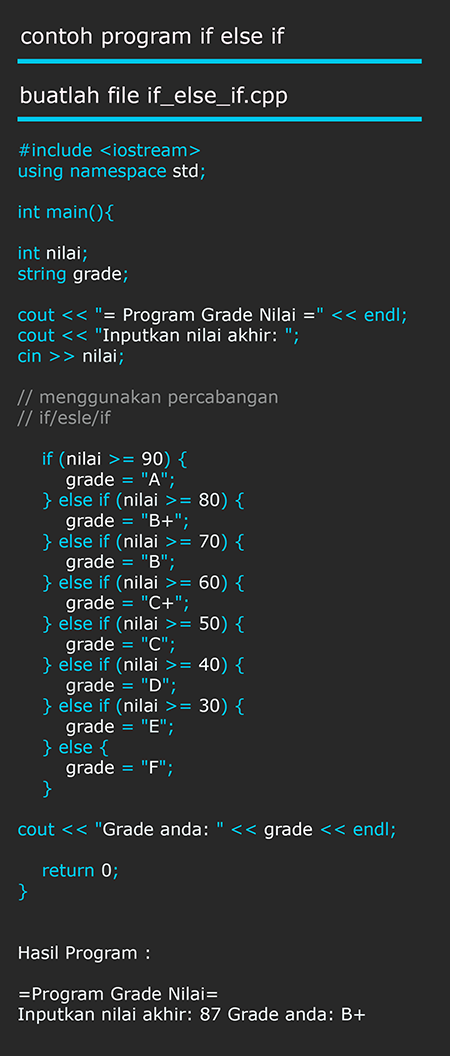 contoh program if else if
buatlah file if_else_if.cpp
#include <iostream>
using namespace std;
int main(){
int nilai;
string grade;
cout << "= Program Grade Nilai =" << endl;
cout << "Inputkan nilai akhir: ";
cin >> nilai;
// menggunakan percabangan
// if/esle/if
if (nilai >= 90) {
grade = "A";
} else if (nilai >= 80) {
grade = "B+";
} else if (nilai >= 70) {
grade = "B";
} else if (nilai >= 60) {
grade = "C+";
} else if (nilai >= 50) {
grade = "C";
} else if (nilai >= 40) {
grade = "D";
} else if (nilai >= 30) {
grade = "E";
} else {
grade = "F";
}
cout << "Grade anda: " << grade << endl;
return 0;
}
Hasil Program :
=Program Grade Nilai=
Inputkan nilai akhir: 87 Grade anda: B+